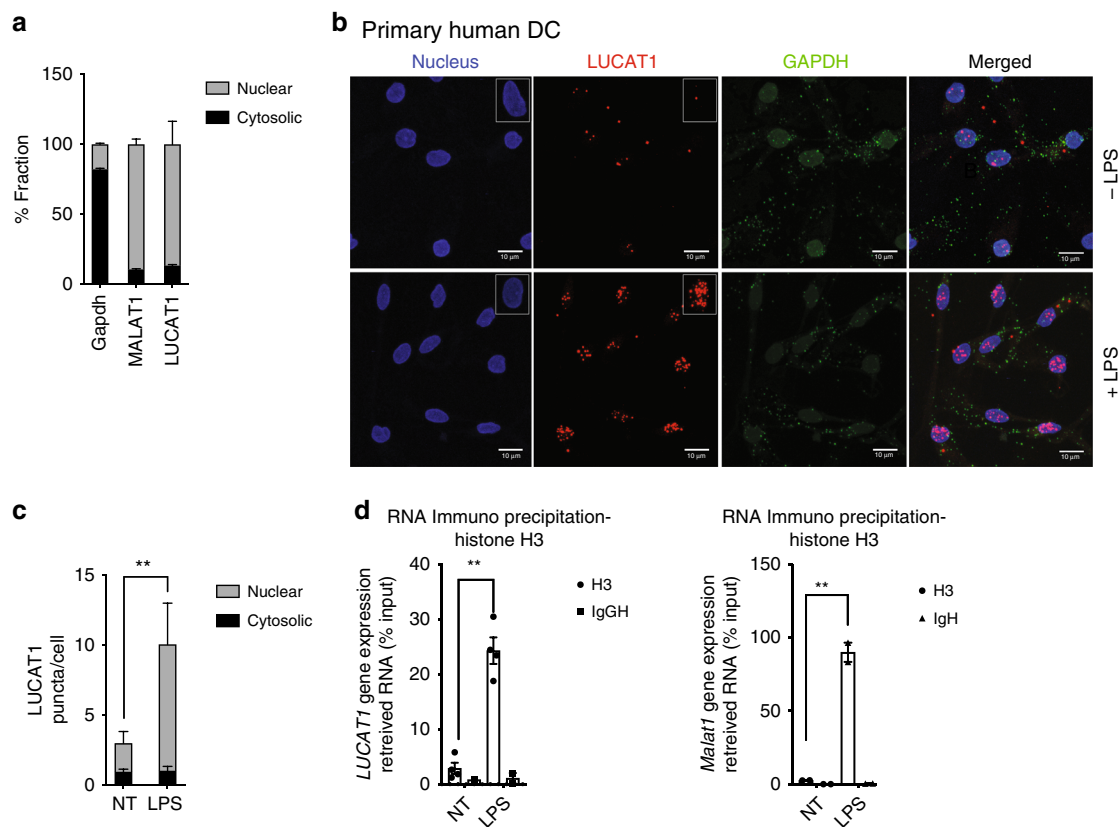 a
150
100
50
0
% Fraction
Nuclear
Cytosolic
Gapdh
MALAT1
LUCAT1
b
Primary human DC
Nucleus
LUCAT1
GAPDH
Merged
10 µm
10 µm
10 µm
10 µm
B
– LPS
10 µm
10 µm
10 µm
10 µm
+ LPS
c
15
10
5
0
LUCAT1
puncta/cell
**
Nuclear
Cytosolic
NT
LPS
d
RNA Immuno precipitation-
histone H3
40
30
20
10
0
LUCAT1 gene expression
retreived RNA (% input)
**
H3
IgGH
NT
LPS
RNA Immuno precipitation-
histone H3
150
100
50
0
Malat1 gene expression
retreived RNA (% input)
**
H3
IgH
NT
LPS